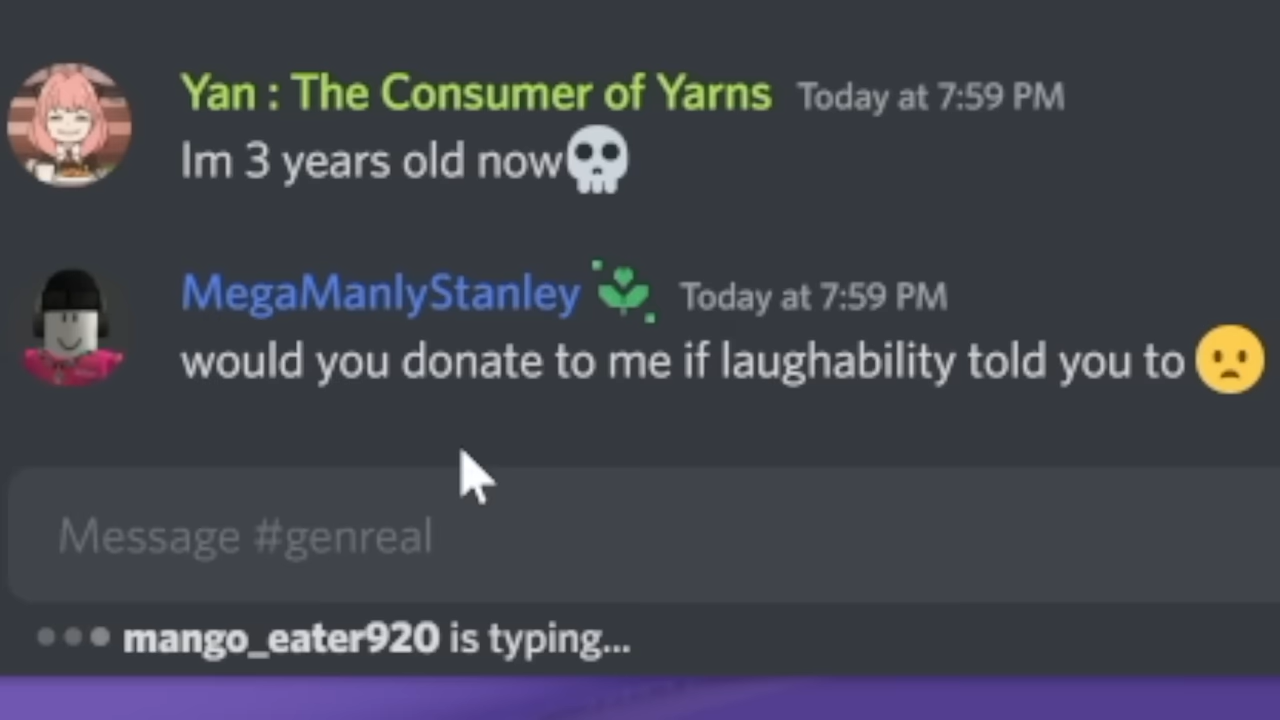 Yan : The Consumer of Yarns Today at 7:59 PM
Im 3 years old now💀
MegaManlyStanley Today at 7:59 PM
would you donate to me if laughability told you to 🙁
Message #genreal
mango_eater920 is typing...